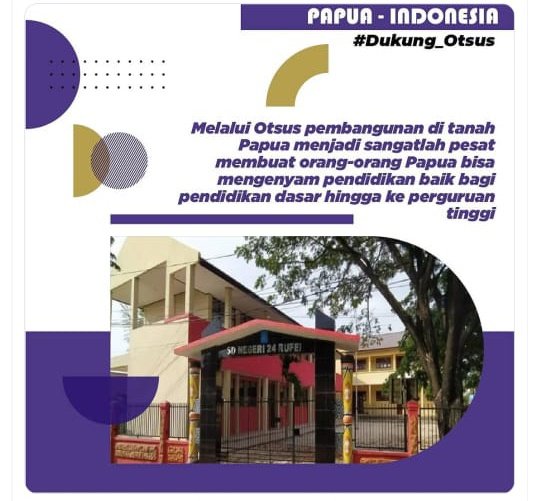 PAPUA - INDONESIA
#Dukung_Otsus
Melalui Otsus pembangunan di tanah
Papua menjadi sangatlah pesat
membuat orang-orang Papua bisa
mengenyam pendidikan baik bagi
pendidikan dasar hingga ke perguruan
tinggi
SD NEGERI 24 RUFEI